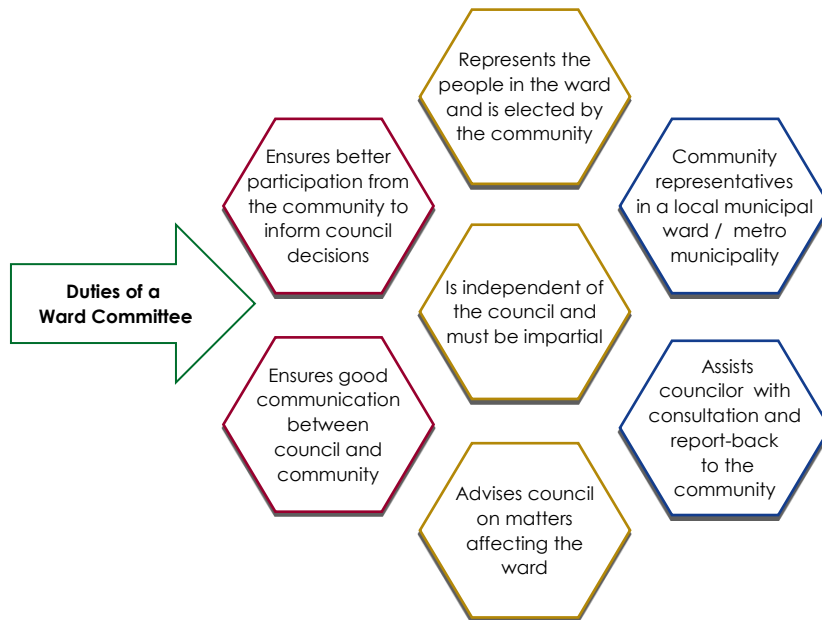 Duties of a
Ward Committee
Ensures better
participation from
the community to
inform council
decisions
Ensures good
communication
between
council and
community
Represents the
people in the ward
and is elected by
the community
Is independent of
the council and
must be impartial
Advises council
on matters
affecting the
ward
Community
representatives
in a local municipal
ward / metro
municipality
Assists
councilor with
consultation and
report-back
to the
community